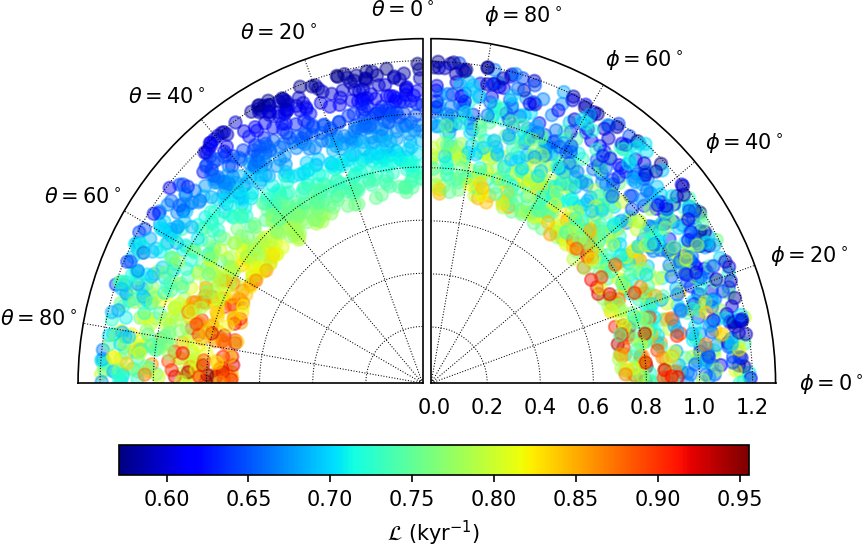 θ = 0°
ϕ = 80°
θ = 20°
ϕ = 60°
θ = 40°
ϕ = 40°
θ = 60°
ϕ = 20°
θ = 80°
ϕ = 0°
0.0 0.2 0.4 0.6 0.8 1.0 1.2
0.60 0.65 0.70 0.75 0.80 0.85 0.90 0.95
ℒ (kyr⁻¹)